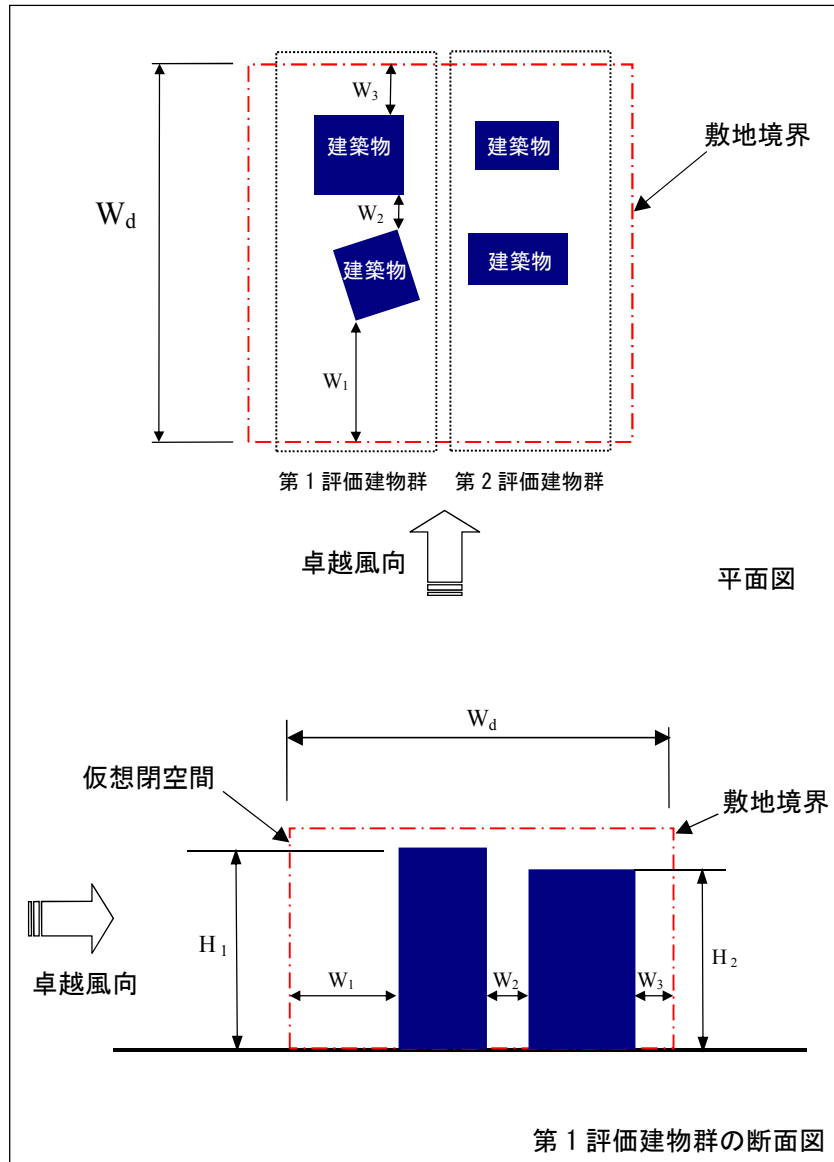 W3
建築物
建築物
敷地境界
Wd
W2
建築物
建築物
W1
第1評価建物群
第2評価建物群
卓越風向
平面図
Wd
仮想閉空間
敷地境界
H1
W1
W2
W3
H2
卓越風向
第1評価建物群の断面図